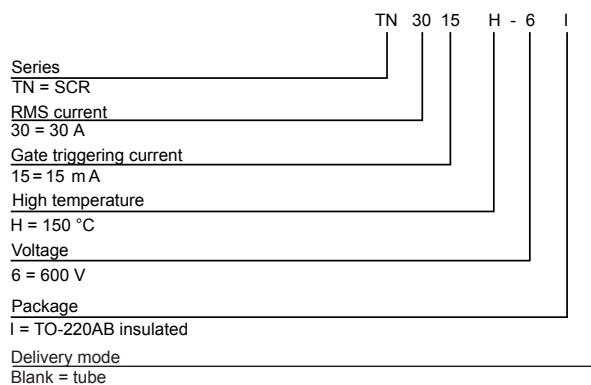 TN 30 15 H - 6 I
Series
TN = SCR
RMS current
30 = 30 A
Gate triggering current
15 = 15 mA
High temperature
H = 150 °C
Voltage
6 = 600 V
Package
I = TO-220AB insulated
Delivery mode
Blank = tube